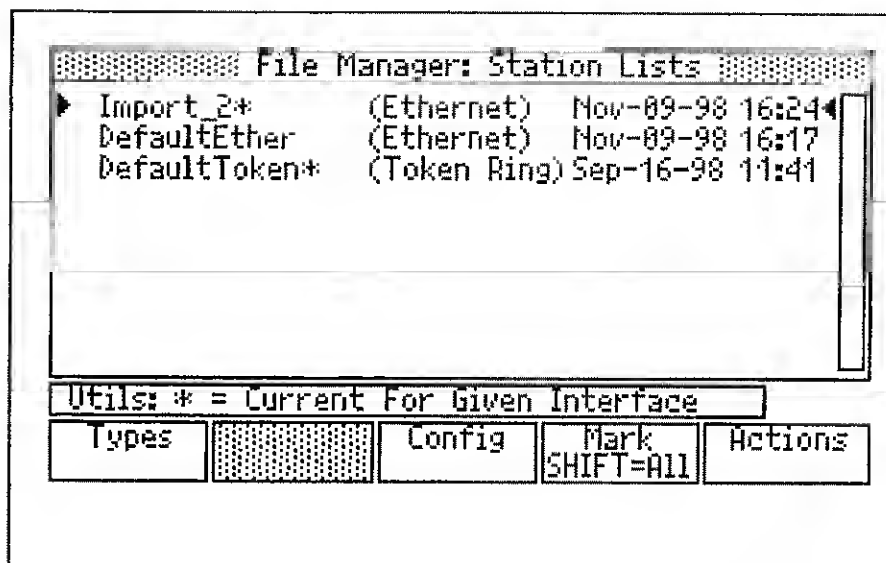 File Manager: Station Lists
Import_2* (Ethernet) Nov-09-98 16:24
DefaultEther (Ethernet) Nov-09-98 16:17
DefaultToken* (Token Ring) Sep-16-98 11:41
Utils: * = Current For Given Interface
Types Config Mark SHIFT=All Actions